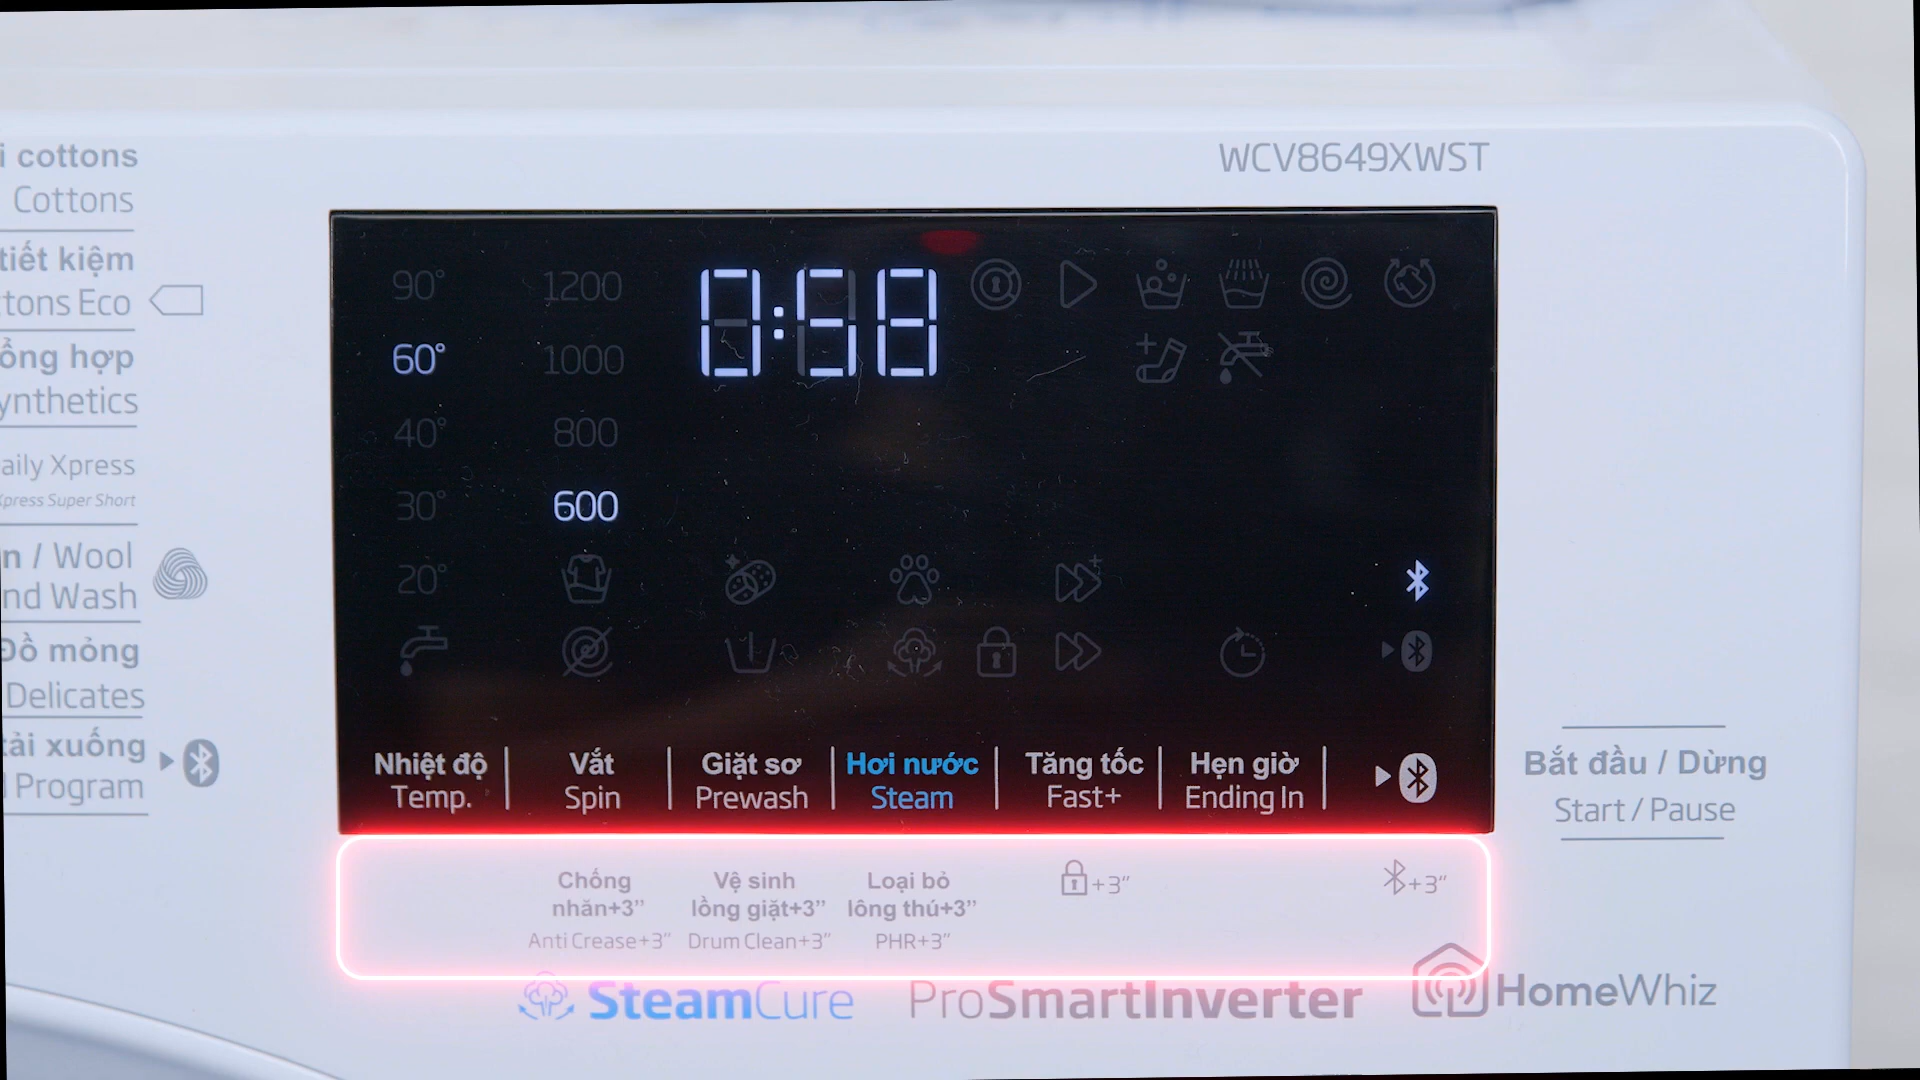 i cottons
Cottons
tiết kiệm
tons Eco
ổng hợp
ynthetics
aily Xpress
Xpress Super Short
n / Wool
nd Wash
Đồ mỏng
Delicates
tải xuống
d Program
WCV8649XWST
90° 1200 0:58
60° 1000
40° 800
30° 600
20°
Nhiệt độ
Temp.
Vắt
Spin
Giặt sơ
Prewash
Hơi nước
Steam
Tăng tốc
Fast+
Hẹn giờ
Ending In
Bắt đầu / Dừng
Start / Pause
Chống
nhăn+3”
Anti Crease+3”
Vệ sinh
lồng giặt+3”
Drum Clean+3”
Loại bỏ
lông thú+3”
PHR+3”
+3”
+3”
SteamCure
ProSmartInverter
HomeWhiz